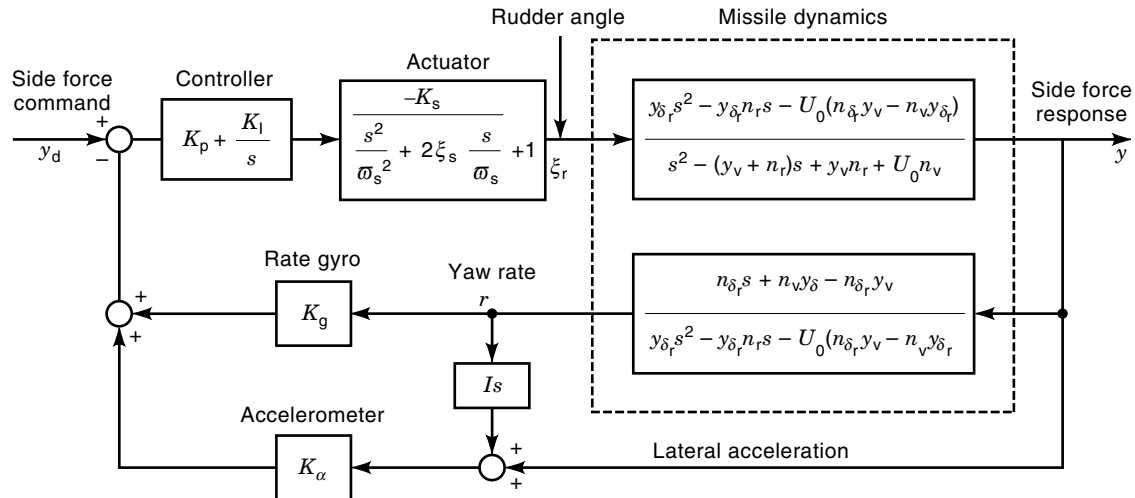 Rudder angle
Missile dynamics
Side force
command
+
−
y_d
Controller
K_p + K_I / s
Actuator
–K_s
s² / ϖ_s² + 2ξ_s s / ϖ_s +1
ξ_r
y_δr s² − y_δr n_r s − U_0(n_δr y_v − n_v y_δr)
s² − (y_v + n_r)s + y_v n_r + U_0 n_v
Side force
response
y
Rate gyro
K_g
Yaw rate
r
n_δr s + n_v y_δ − n_δr y_v
y_δr s² − y_δr n_r s − U_0(n_δr y_v − n_v y_δr
+
+
Is
Accelerometer
K_α
+
+
Lateral acceleration